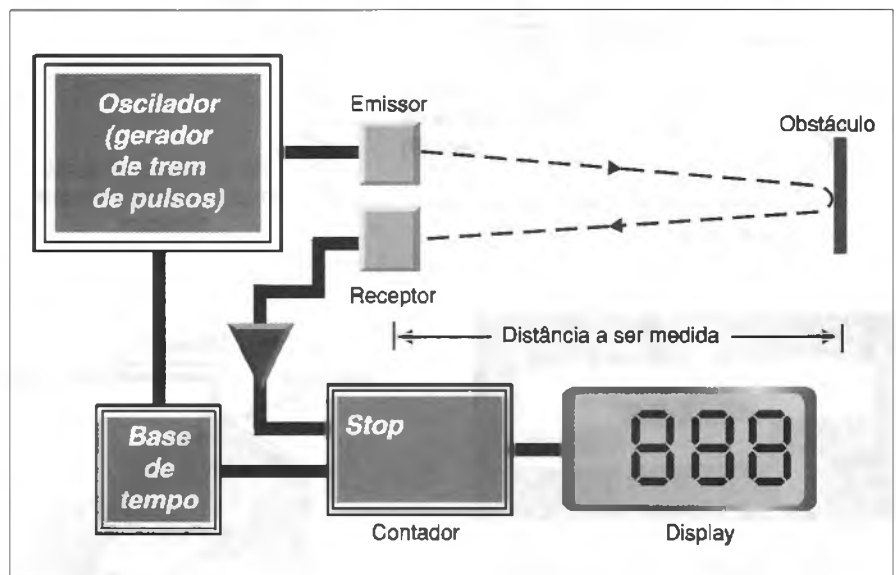 Oscilador
(gerador
de trem
de pulsos)
Emissor
Obstáculo
Receptor
Distância a ser medida
Base
de
tempo
Stop
888
Contador
Display